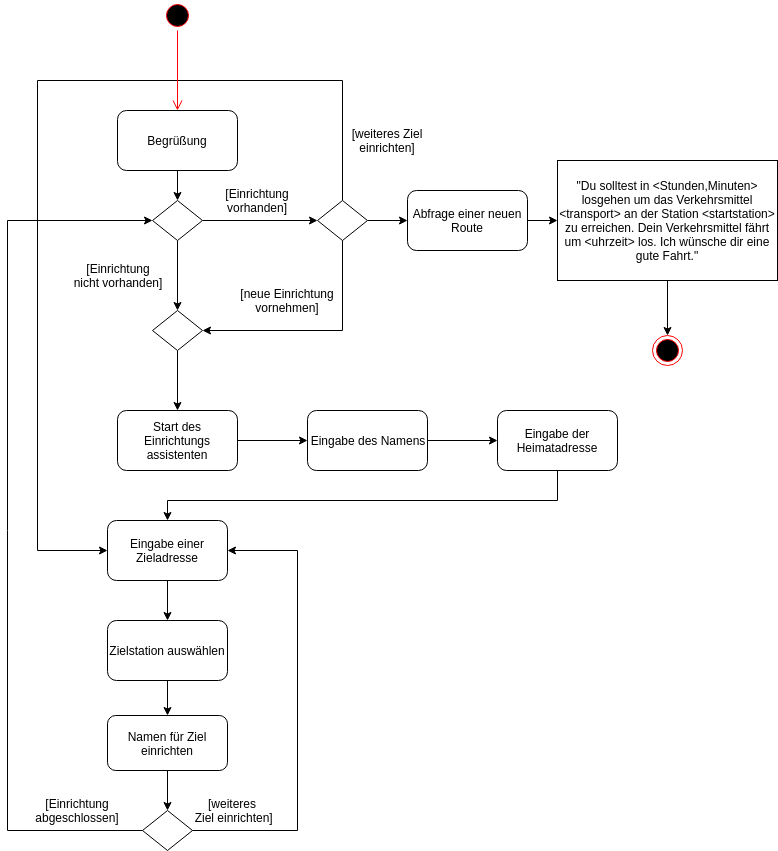 Begrüßung
[weiteres Ziel
einrichten]
[Einrichtung
vorhanden]
Abfrage einer neuen
Route
"Du solltest in <Stunden,Minuten>
losgehen um das Verkehrsmittel
<transport> an der Station <startstation>
zu erreichen. Dein Verkehrsmittel fährt
um <uhrzeit> los. Ich wünsche dir eine
gute Fahrt."
[Einrichtung
nicht vorhanden]
[neue Einrichtung
vornehmen]
Start des
Einrichtungs
assistenten
Eingabe des Namens
Eingabe der
Heimatadresse
Eingabe einer
Zieladresse
Zielstation auswählen
Namen für Ziel
einrichten
[Einrichtung
abgeschlossen]
[weiteres
Ziel einrichten]